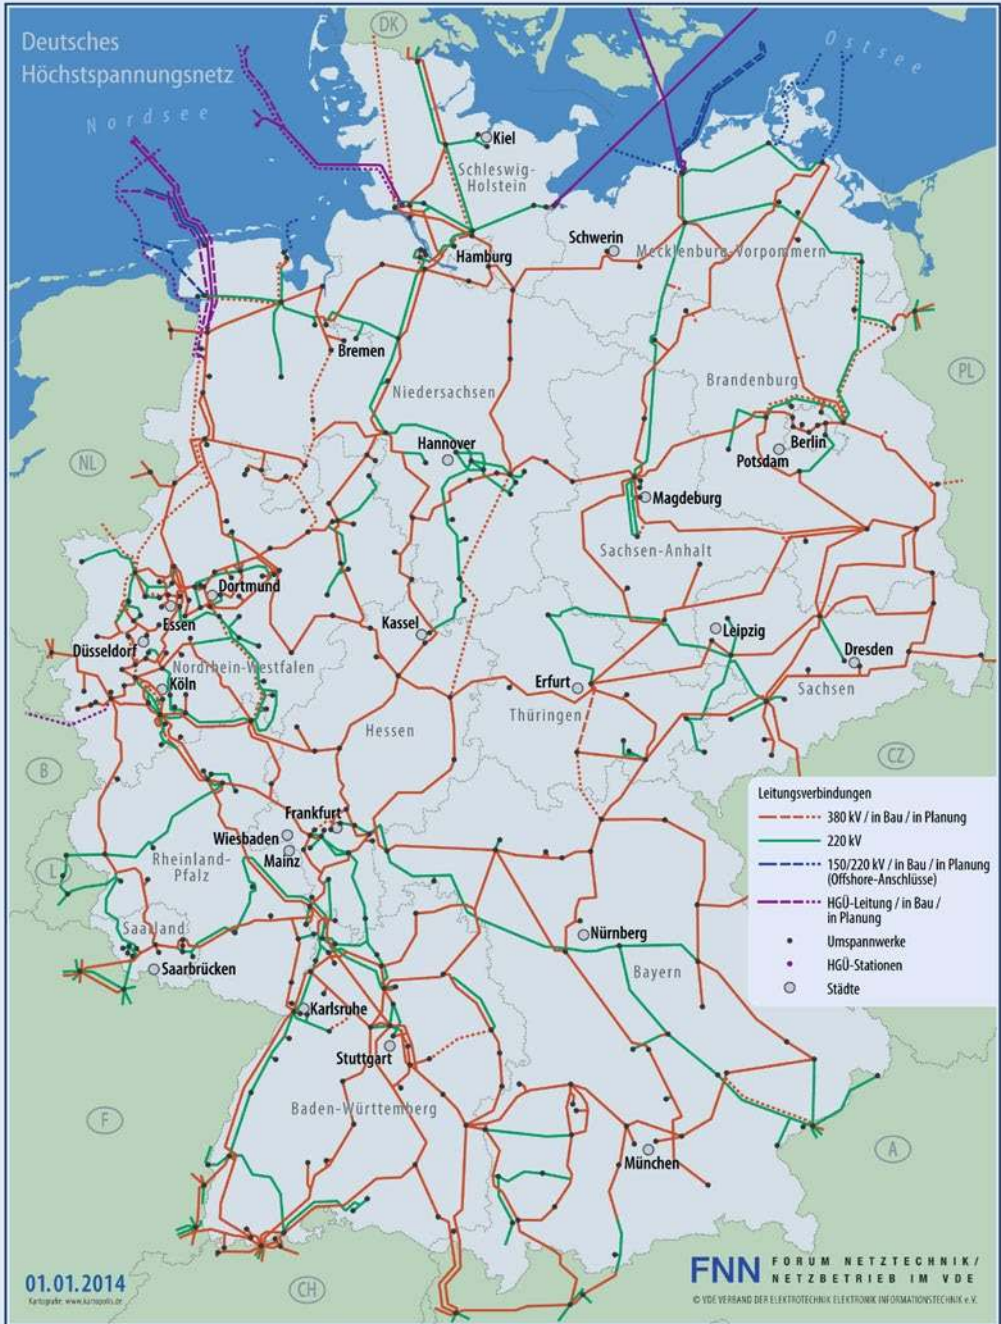 Deutsches
Höchstspannungsnetz
DK
Ostsee
Nordsee
Kiel
Schleswig-
Holstein
Schwerin
Mecklenburg-Vorpommern
Hamburg
Bremen
PL
Niedersachsen
Brandenburg
Hannover
Berlin
Potsdam
NL
Magdeburg
Sachsen-Anhalt
Dortmund
Essen
Kassel
Leipzig
Düsseldorf
Dresden
Nordrhein-Westfalen
Köln
Erfurt
Sachsen
Thüringen
Hessen
CZ
B
Leitungsverbindungen
380 kV / in Bau / in Planung
220 kV
150/220 kV / in Bau / in Planung
(Offshore-Anschlüsse)
HGÜ-Leitung / in Bau /
in Planung
Umspannwerke
HGÜ-Stationen
Städte
Frankfurt
Wiesbaden
Mainz
L
Rheinland-
Pfalz
Saarland
Nürnberg
Saarbrücken
Bayern
Karlsruhe
Stuttgart
Baden-Württemberg
F
München
A
CH
01.01.2014
Kartografie: www.kartopolis.de
FNN FORUM NETZTECHNIK/
NETZBETRIEB IM VDE
© VDE VERBAND DER ELEKTROTECHNIK ELEKTRONIK INFORMATIONSTECHNIK e.V.